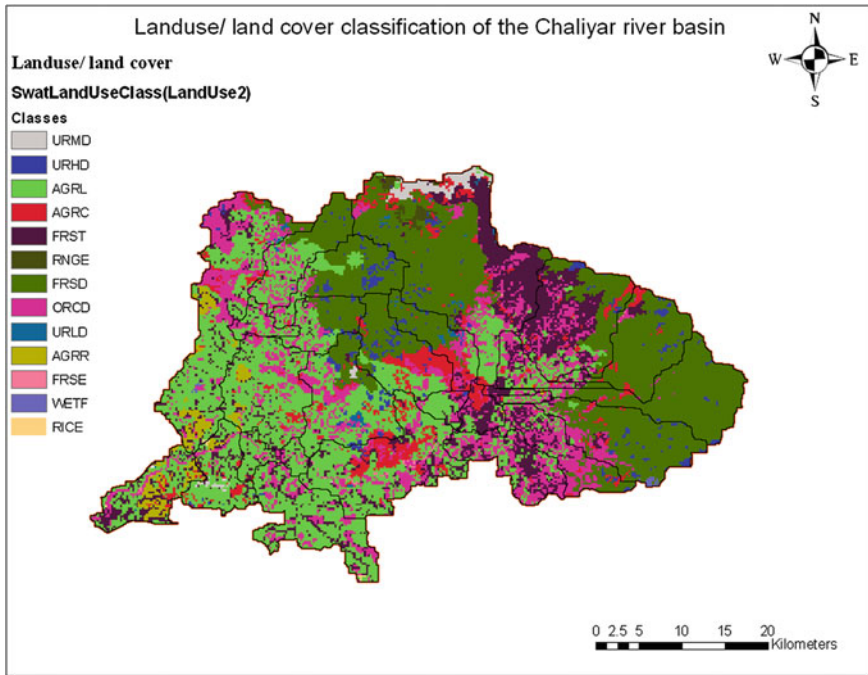 Landuse/ land cover classification of the Chaliyar river basin
N
W E
S
Landuse/ land cover
SwatLandUseClass(LandUse2)
Classes
URMD
URHD
AGRL
AGRC
FRST
RNGE
FRSD
ORCD
URLD
AGRR
FRSE
WETF
RICE
0 2.5 5 10 15 20
Kilometers